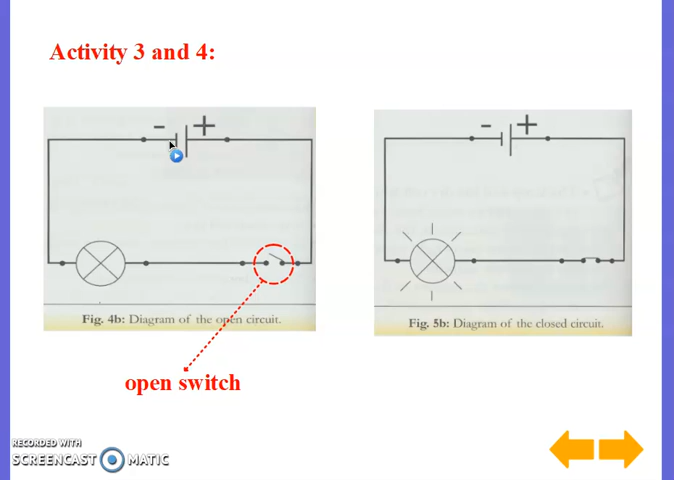 Activity 3 and 4:
- +
- +
Fig. 4b: Diagram of the open circuit.
Fig. 5b: Diagram of the closed circuit.
open switch
RECORDED WITH
SCREENCAST MATIC